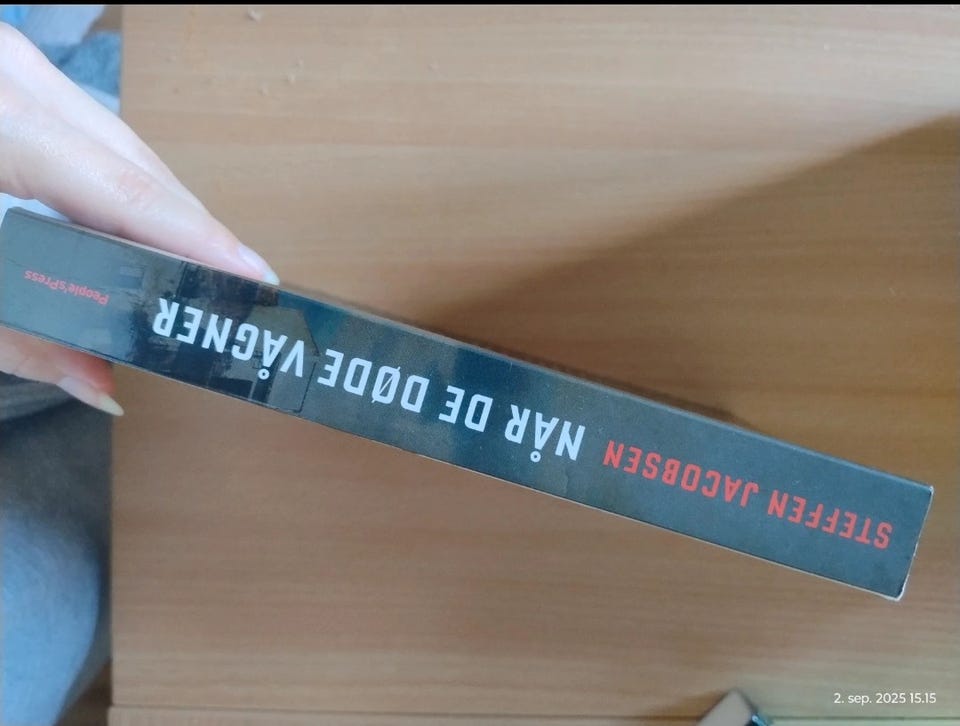 STEFFEN JACOBSEN NÅR DE DØDE VÅGNER People'sPress
2. sep. 2025 15.15